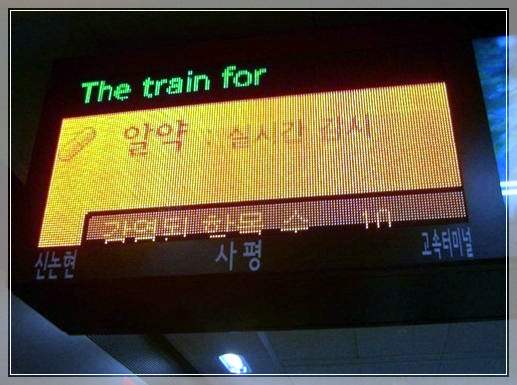 The train for
알약 : 실시간 감시
감염된 항목 수 10
신논현 사평 고속터미널